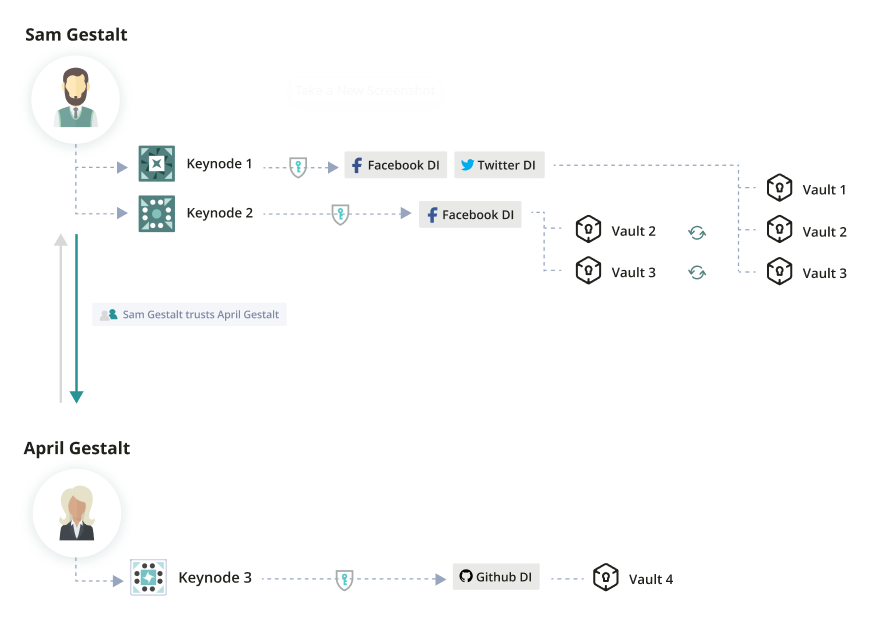 Sam Gestalt
Take a New Screenshot
Keynode 1
Facebook DI
Twitter DI
Vault 1
Keynode 2
Facebook DI
Vault 2
Vault 2
Vault 3
Vault 3
Sam Gestalt trusts April Gestalt
April Gestalt
Keynode 3
Github DI
Vault 4